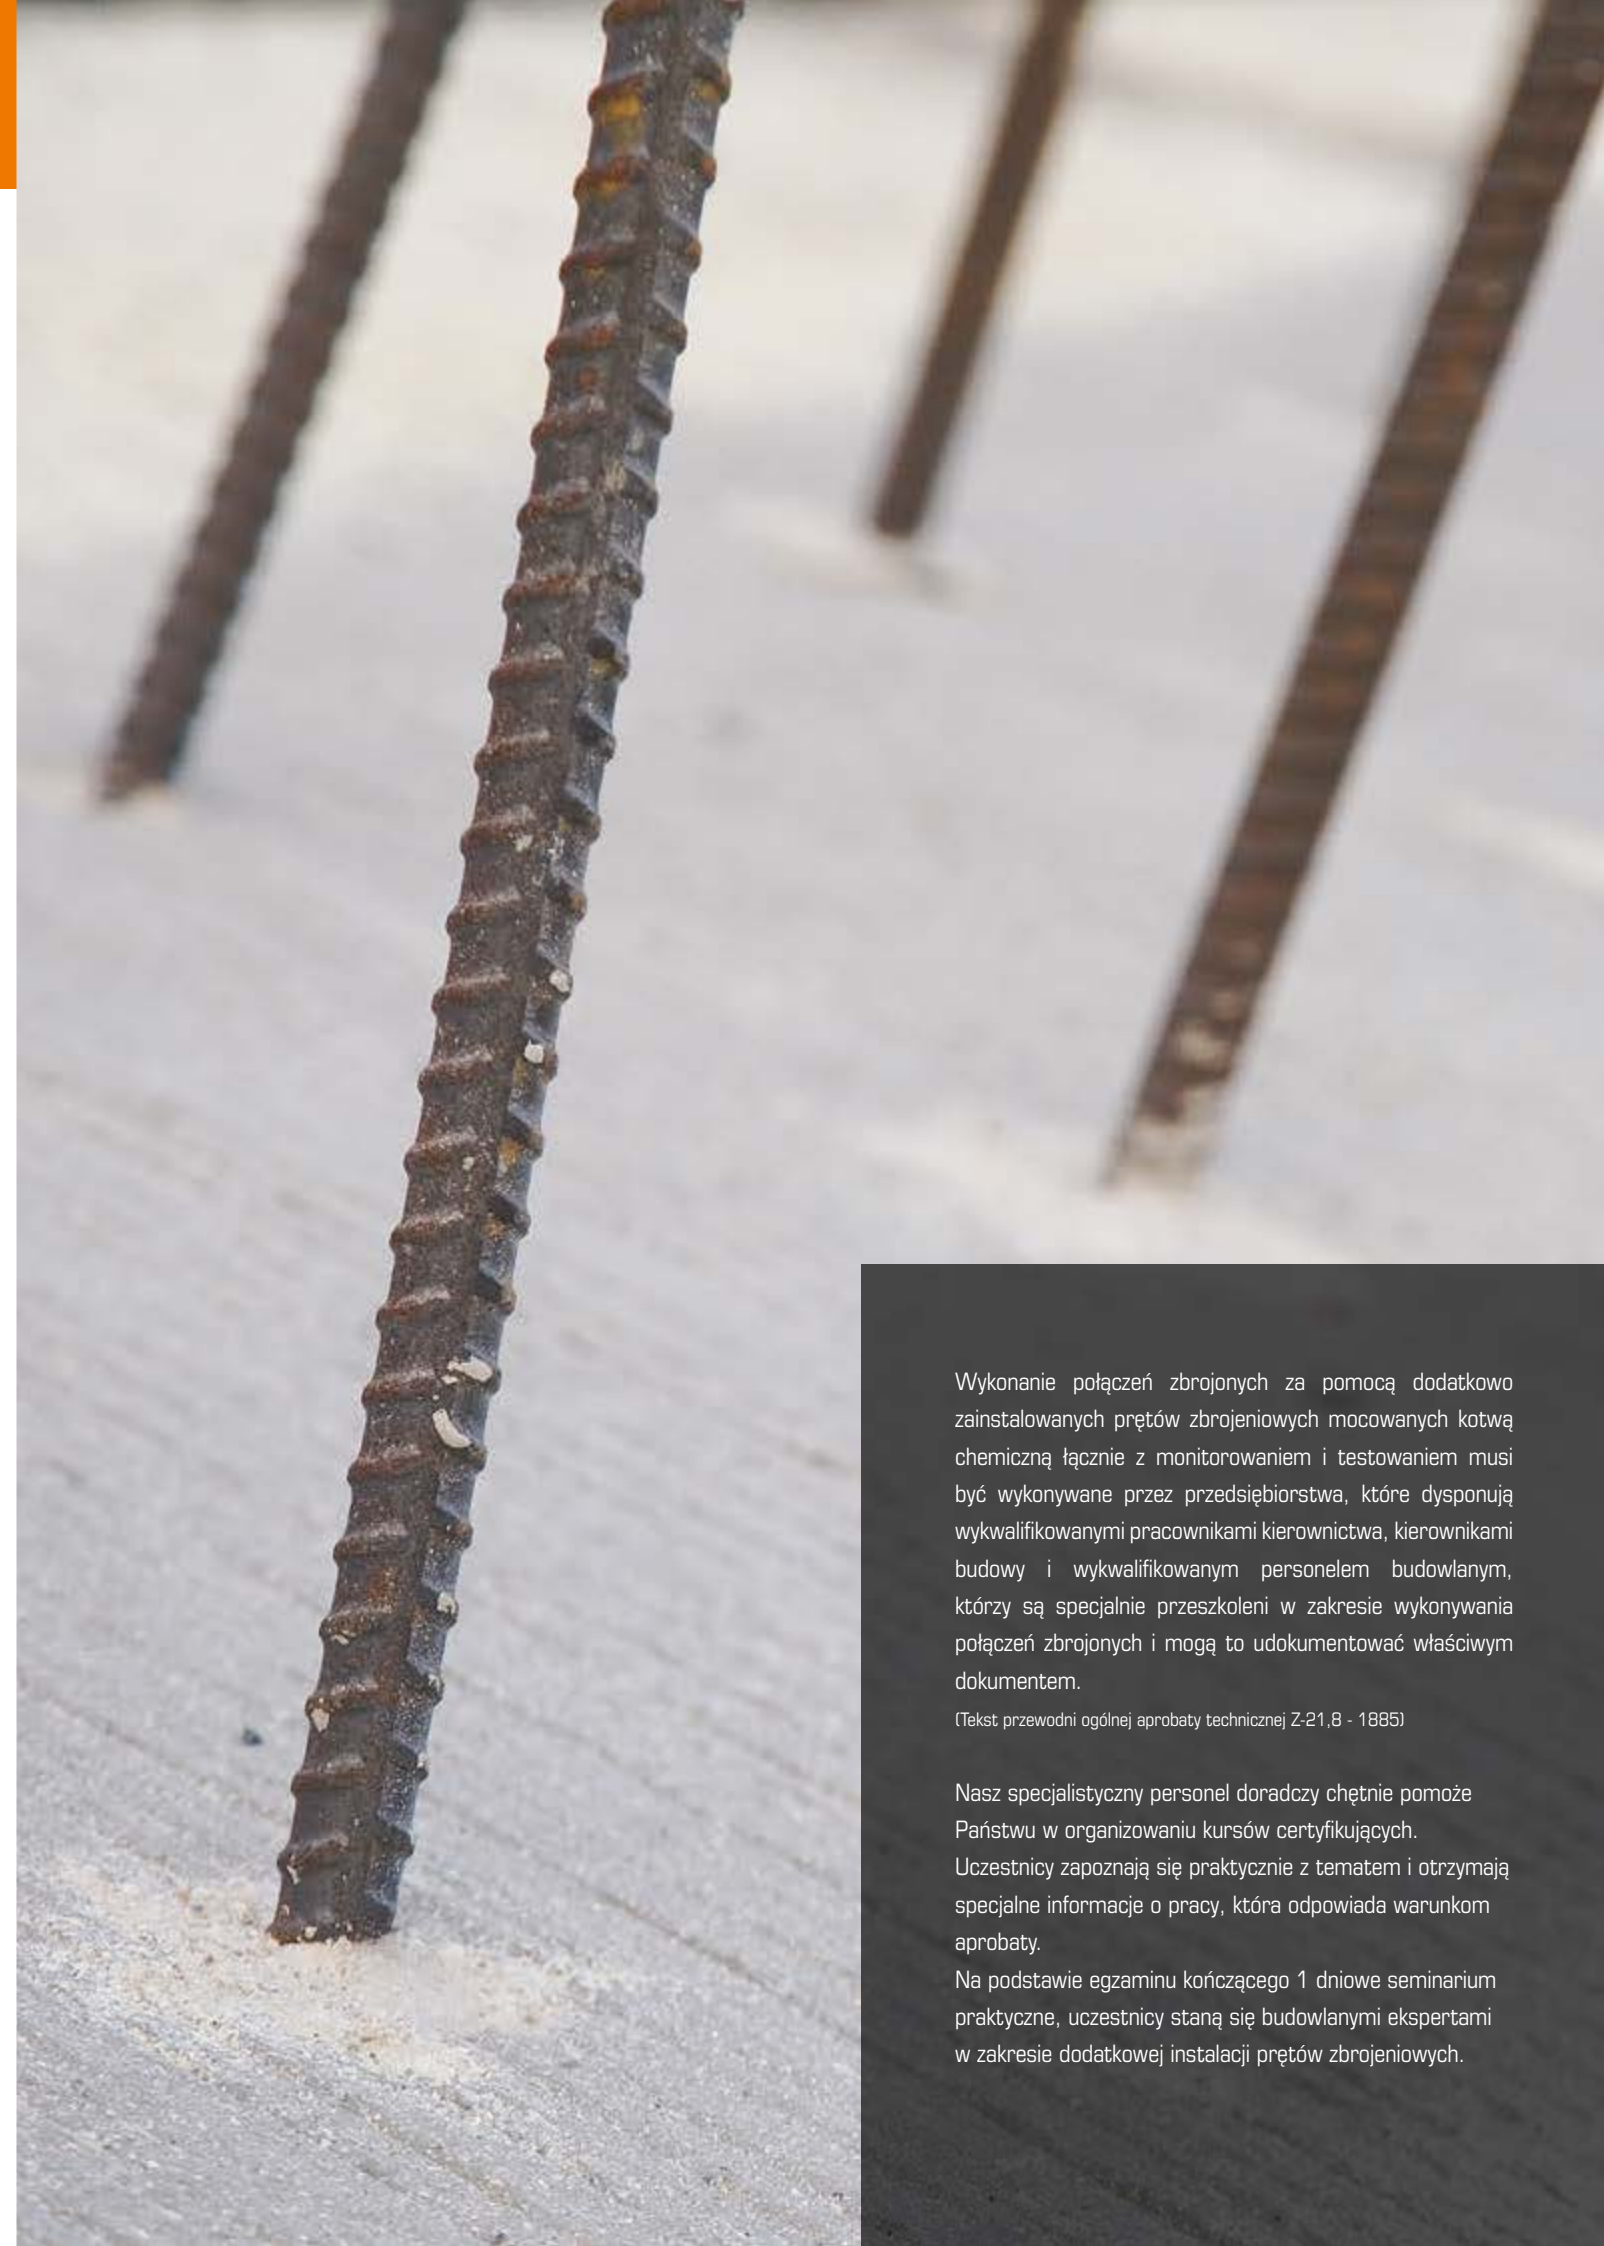 Wykonanie połączeń zbrojonych za pomocą dodatkowo
zainstalowanych prętów zbrojeniowych mocowanych kotwą
chemiczną łącznie z monitorowaniem i testowaniem musi
być wykonywane przez przedsiębiorstwa, które dysponują
wykwalifikowanymi pracownikami kierownictwa, kierownikami
budowy i wykwalifikowanym personelem budowlanym,
którzy są specjalnie przeszkoleni w zakresie wykonywania
połączeń zbrojonych i mogą to udokumentować właściwym
dokumentem.
(Tekst przewodni ogólnej aprobaty technicznej Z-21,8 - 1885)
Nasz specjalistyczny personel doradczy chętnie pomoże
Państwu w organizowaniu kursów certyfikujących.
Uczestnicy zapoznają się praktycznie z tematem i otrzymają
specjalne informacje o pracy, która odpowiada warunkom
aprobaty.
Na podstawie egzaminu kończącego 1 dniowe seminarium
praktyczne, uczestnicy staną się budowlanymi ekspertami
w zakresie dodatkowej instalacji prętów zbrojeniowych.